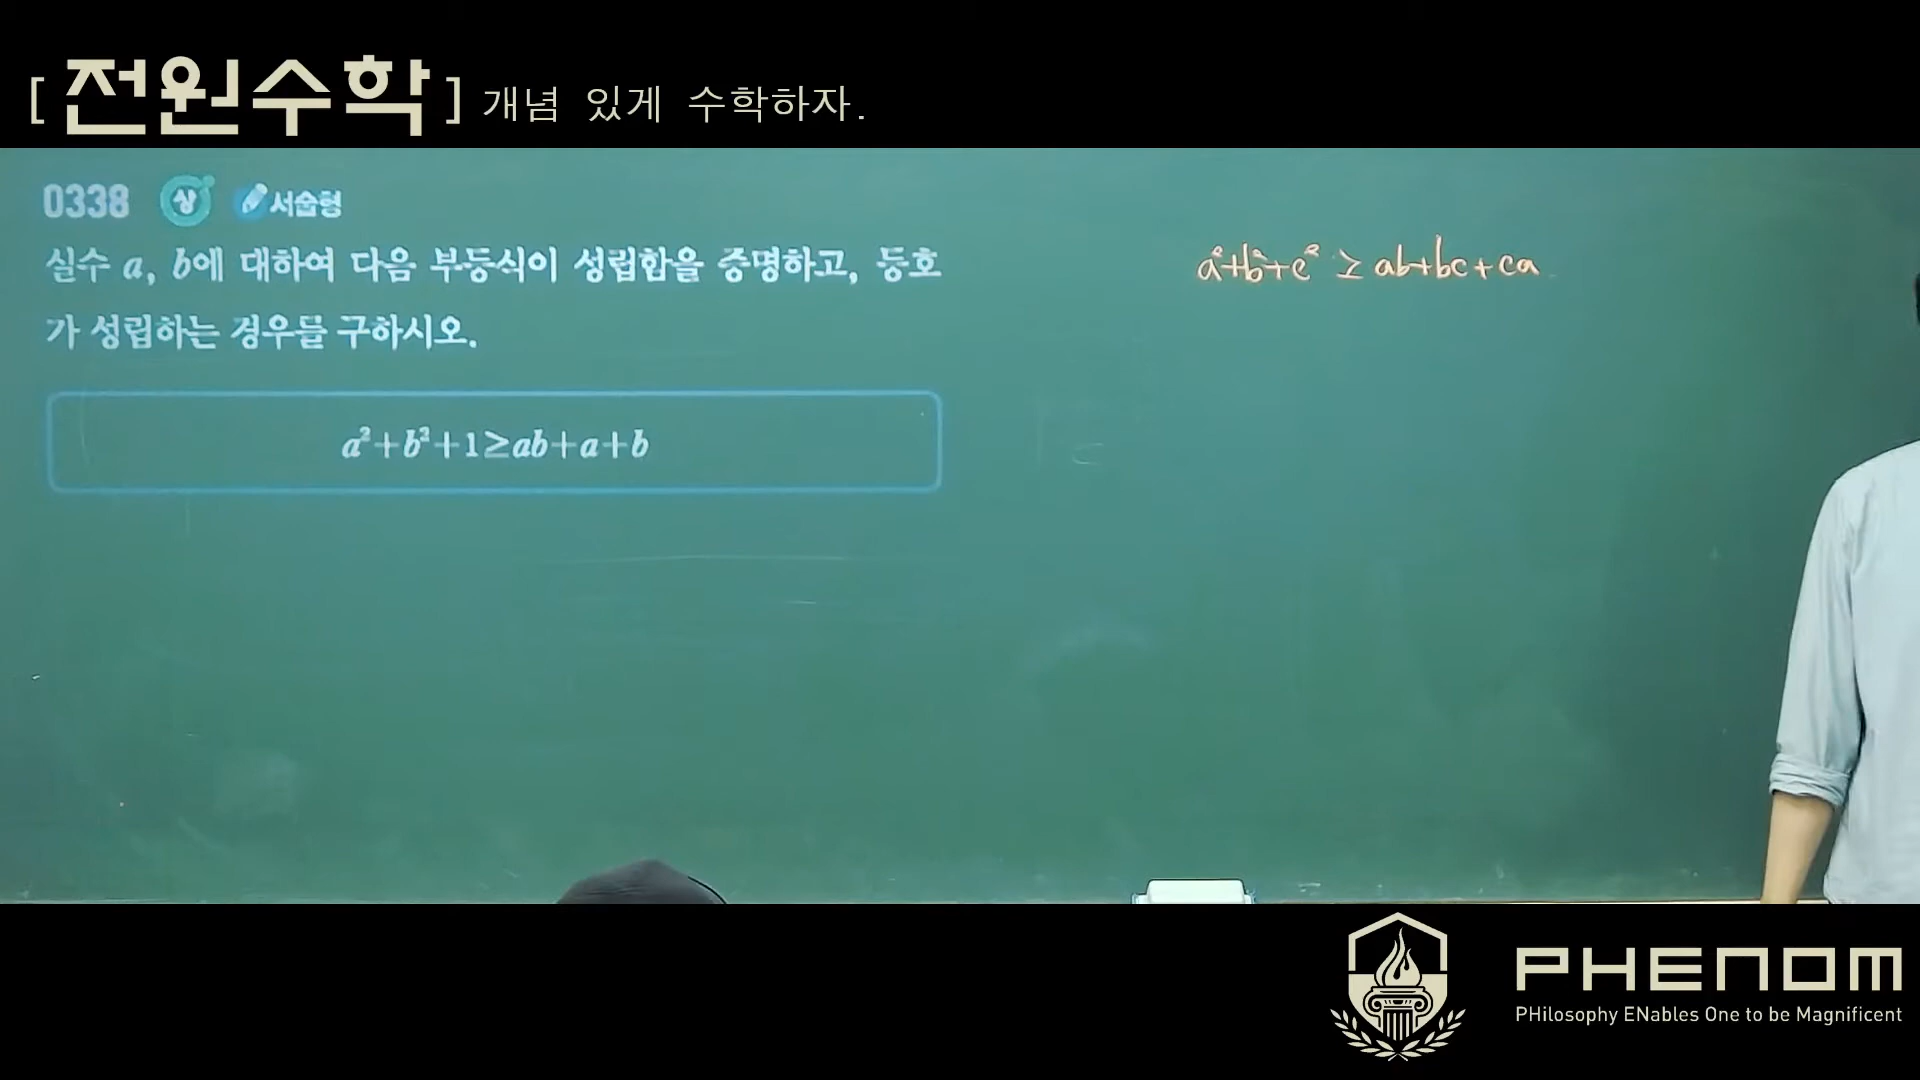 [전원수학] 개념 있게 수학하자.
0338 상 서술형
실수 a, b에 대하여 다음 부등식이 성립함을 증명하고, 등호
가 성립하는 경우를 구하시오.
a²+b²+1≥ab+a+b
a²+b²+c² ≥ ab+bc+ca
PHENOM
PHilosophy ENables One to be Magnificent